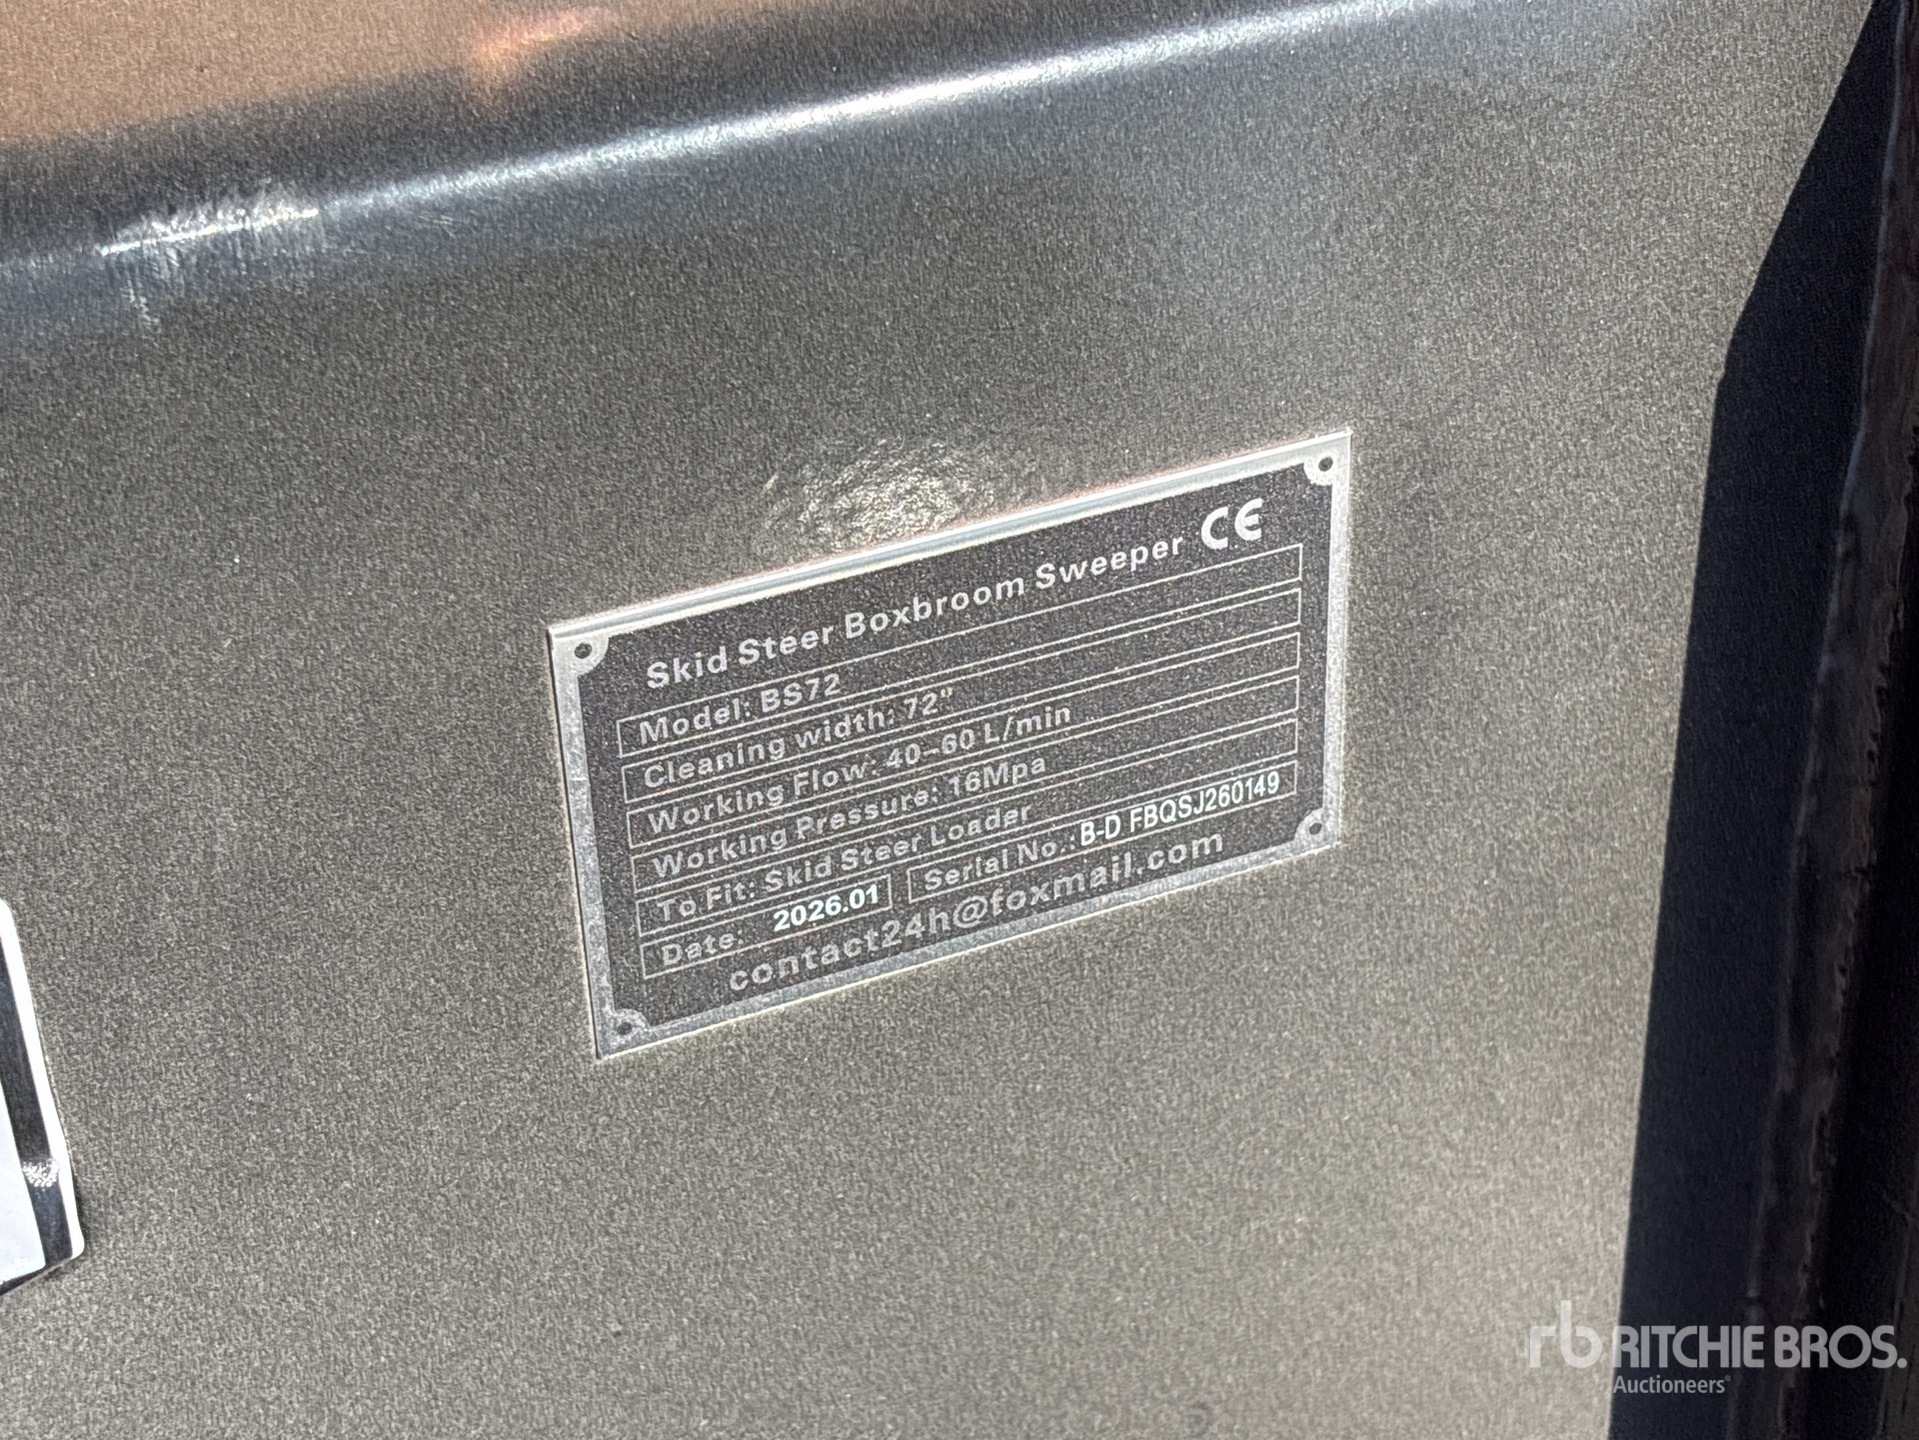 Skid Steer Boxbroom Sweeper CE
Model: BS72
Cleaning width: 72"
Working Flow: 40-60 L/min
Working Pressure: 16Mpa
To Fit: Skid Steer Loader
Date: 2026.01 Serial No.: B-D FBQSJ260149
contact24h@foxmail.com
rb RITCHIE BROS.
Auctioneers®